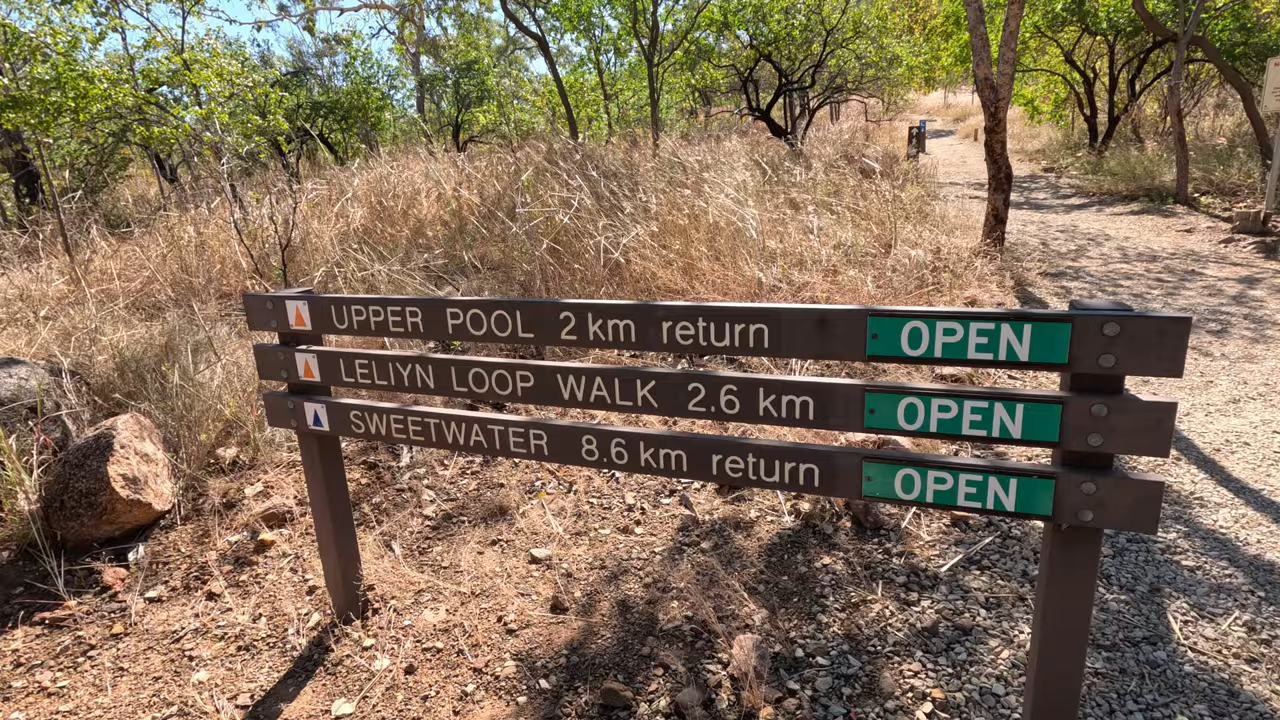 UPPER POOL 2 km return OPEN
LELIYN LOOP WALK 2.6 km OPEN
SWEETWATER 8.6 km return OPEN